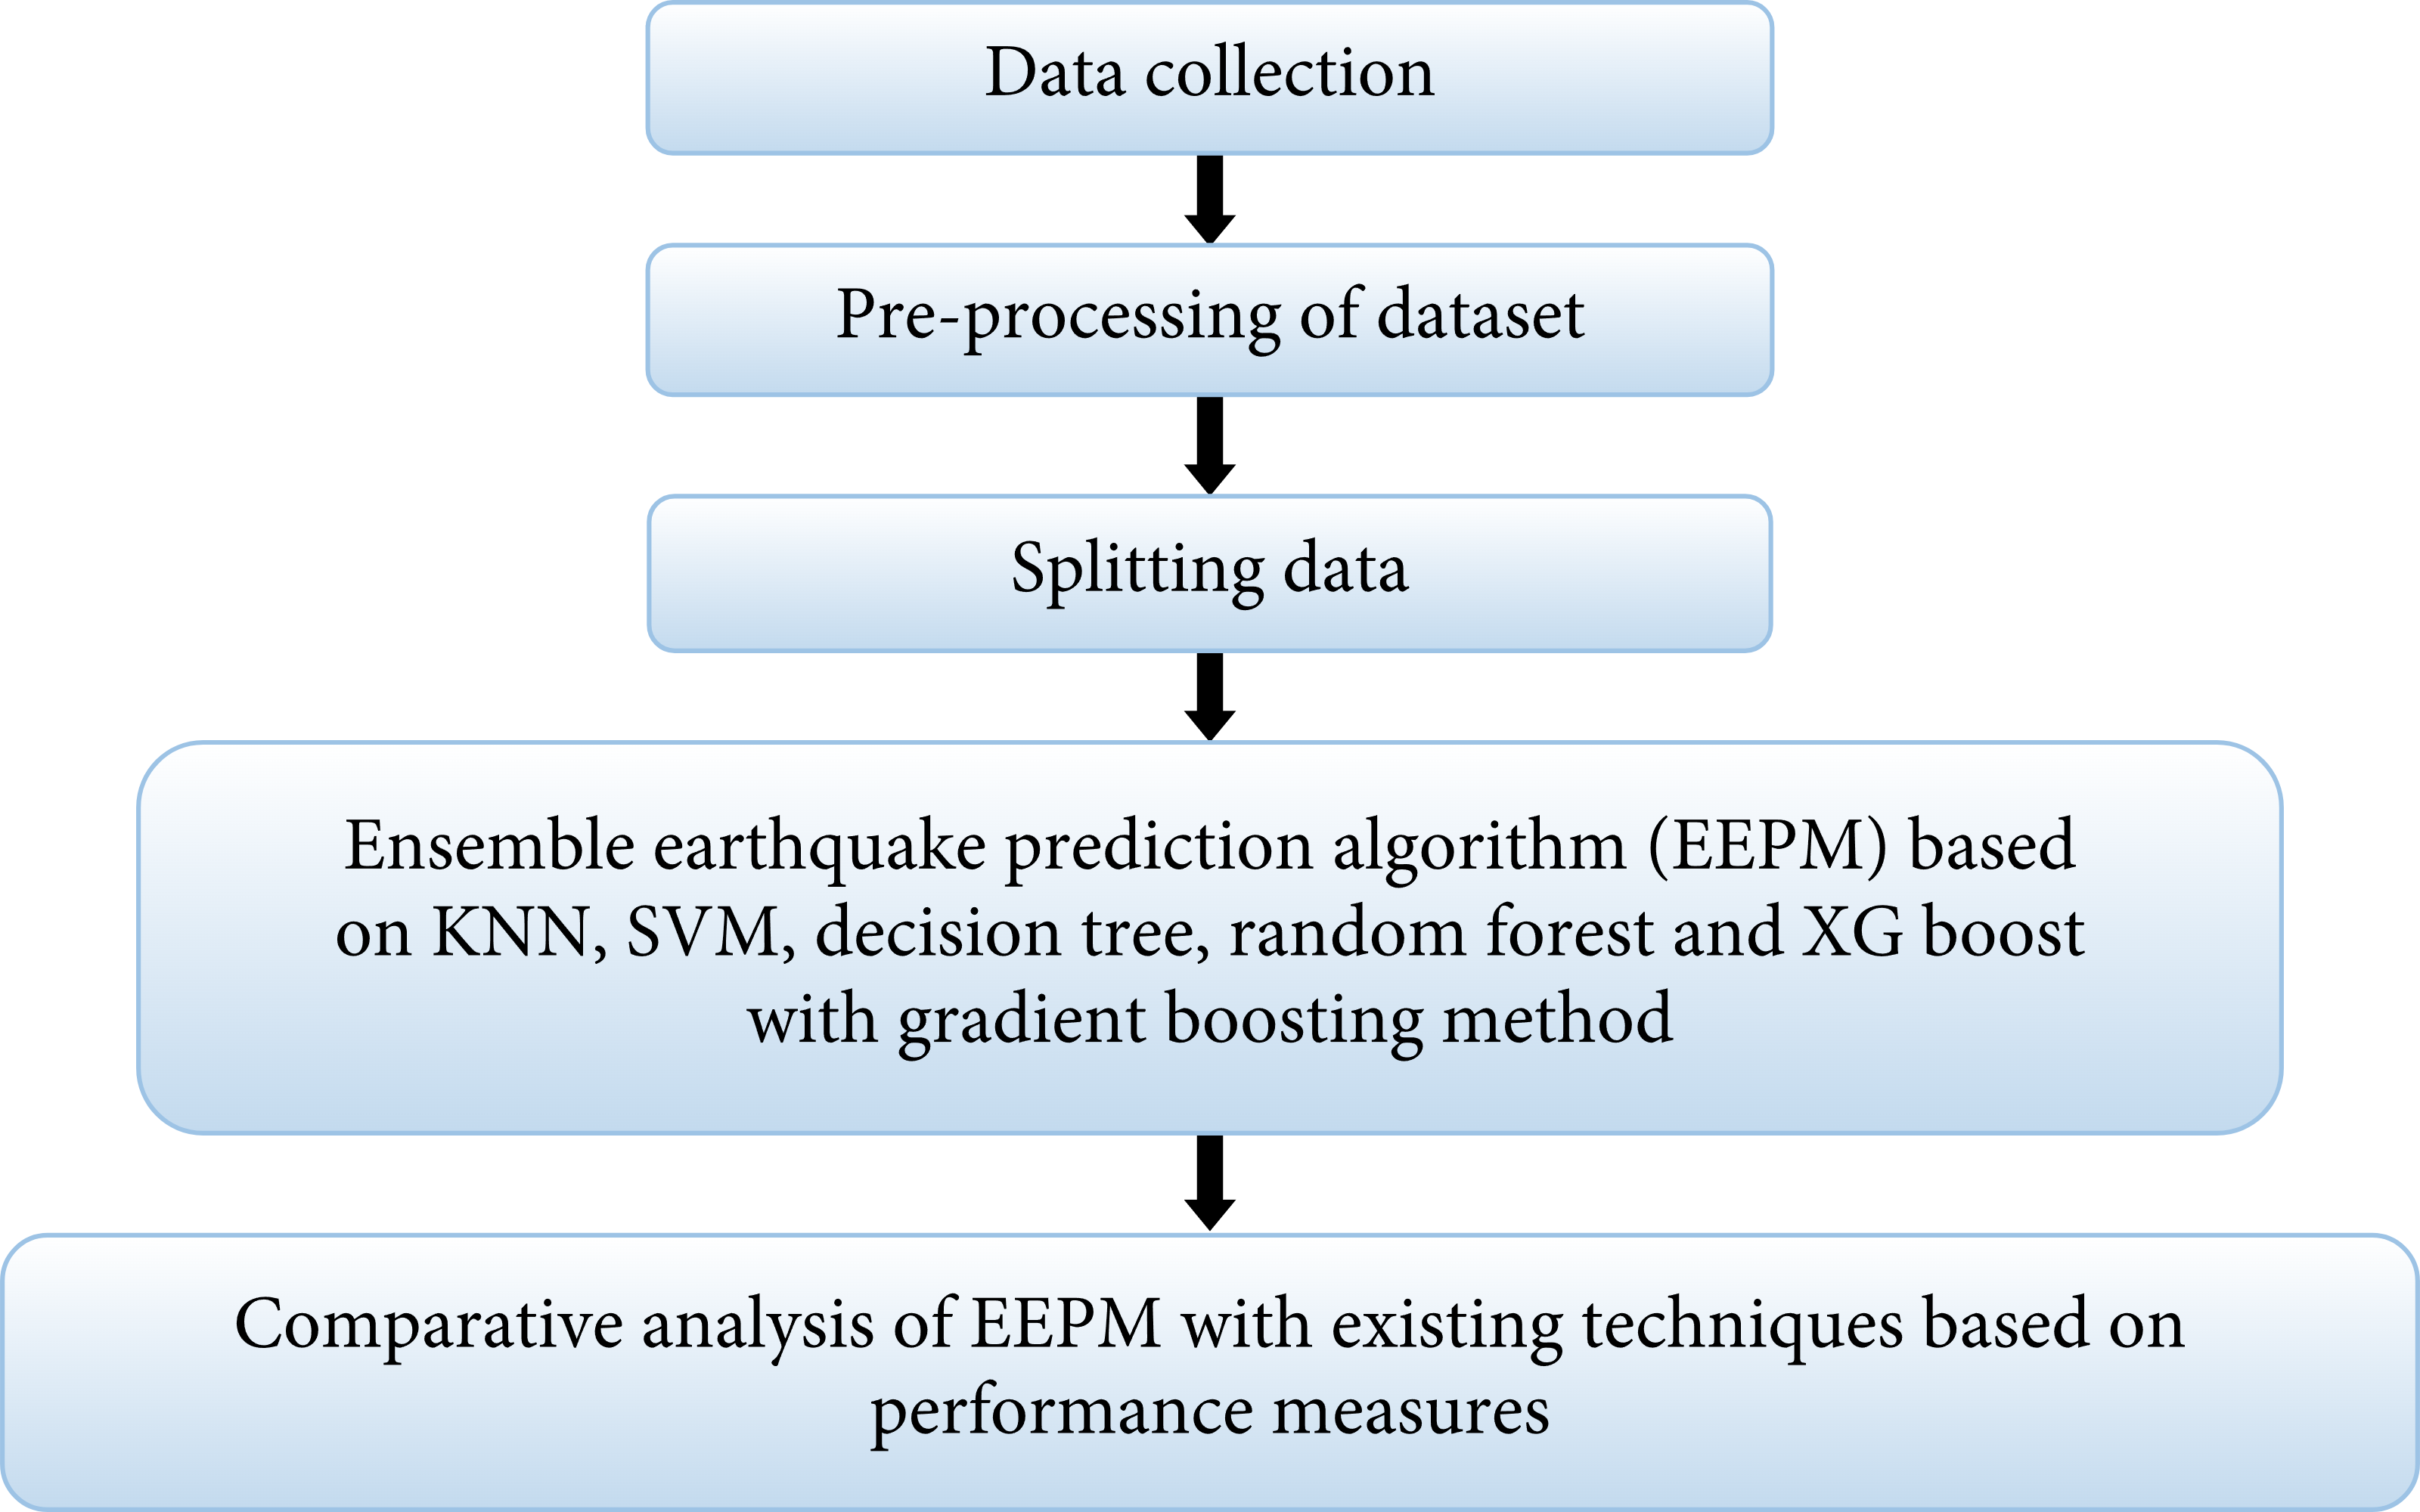 Data collection
Pre-processing of dataset
Splitting data
Ensemble earthquake prediction algorithm (EEPM) based
on KNN, SVM, decision tree, random forest and XG boost
with gradient boosting method
Comparative analysis of EEPM with existing techniques based on
performance measures